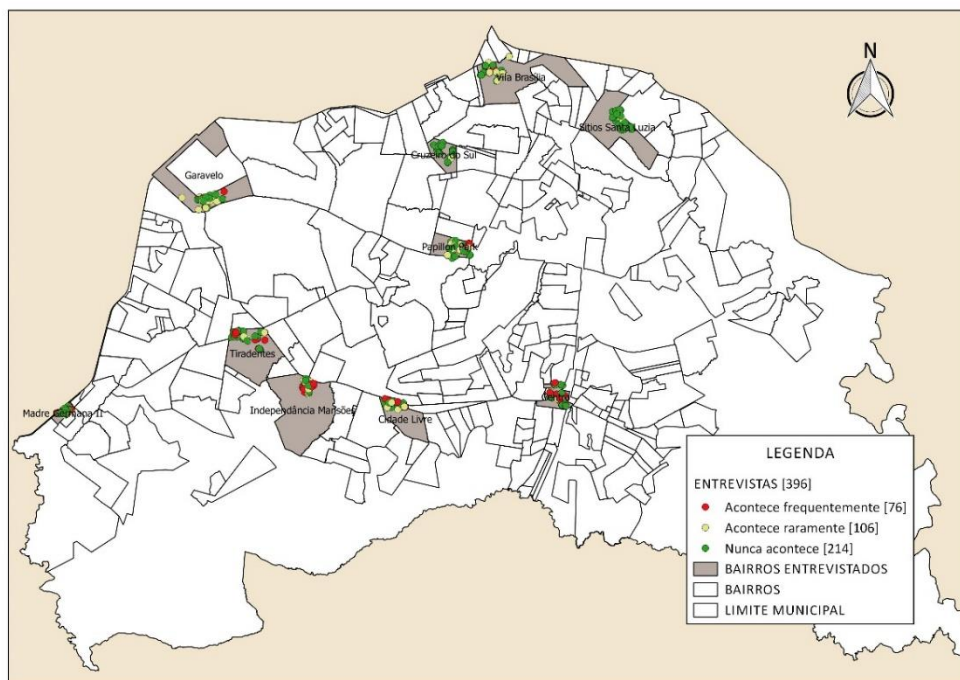 N
Vila Brasília
Sítios Santa Luzia
Cruzeiro do Sul
Garavelo
Papillon Park
Tiradentes
Independância Mansões
Madre Germana II
Cidade Livre
Centro
LEGENDA
ENTREVISTAS [396]
Acontece frequentemente [76]
Acontece raramente [106]
Nunca acontece [214]
BAIRROS ENTREVISTADOS
BAIRROS
LIMITE MUNICIPAL